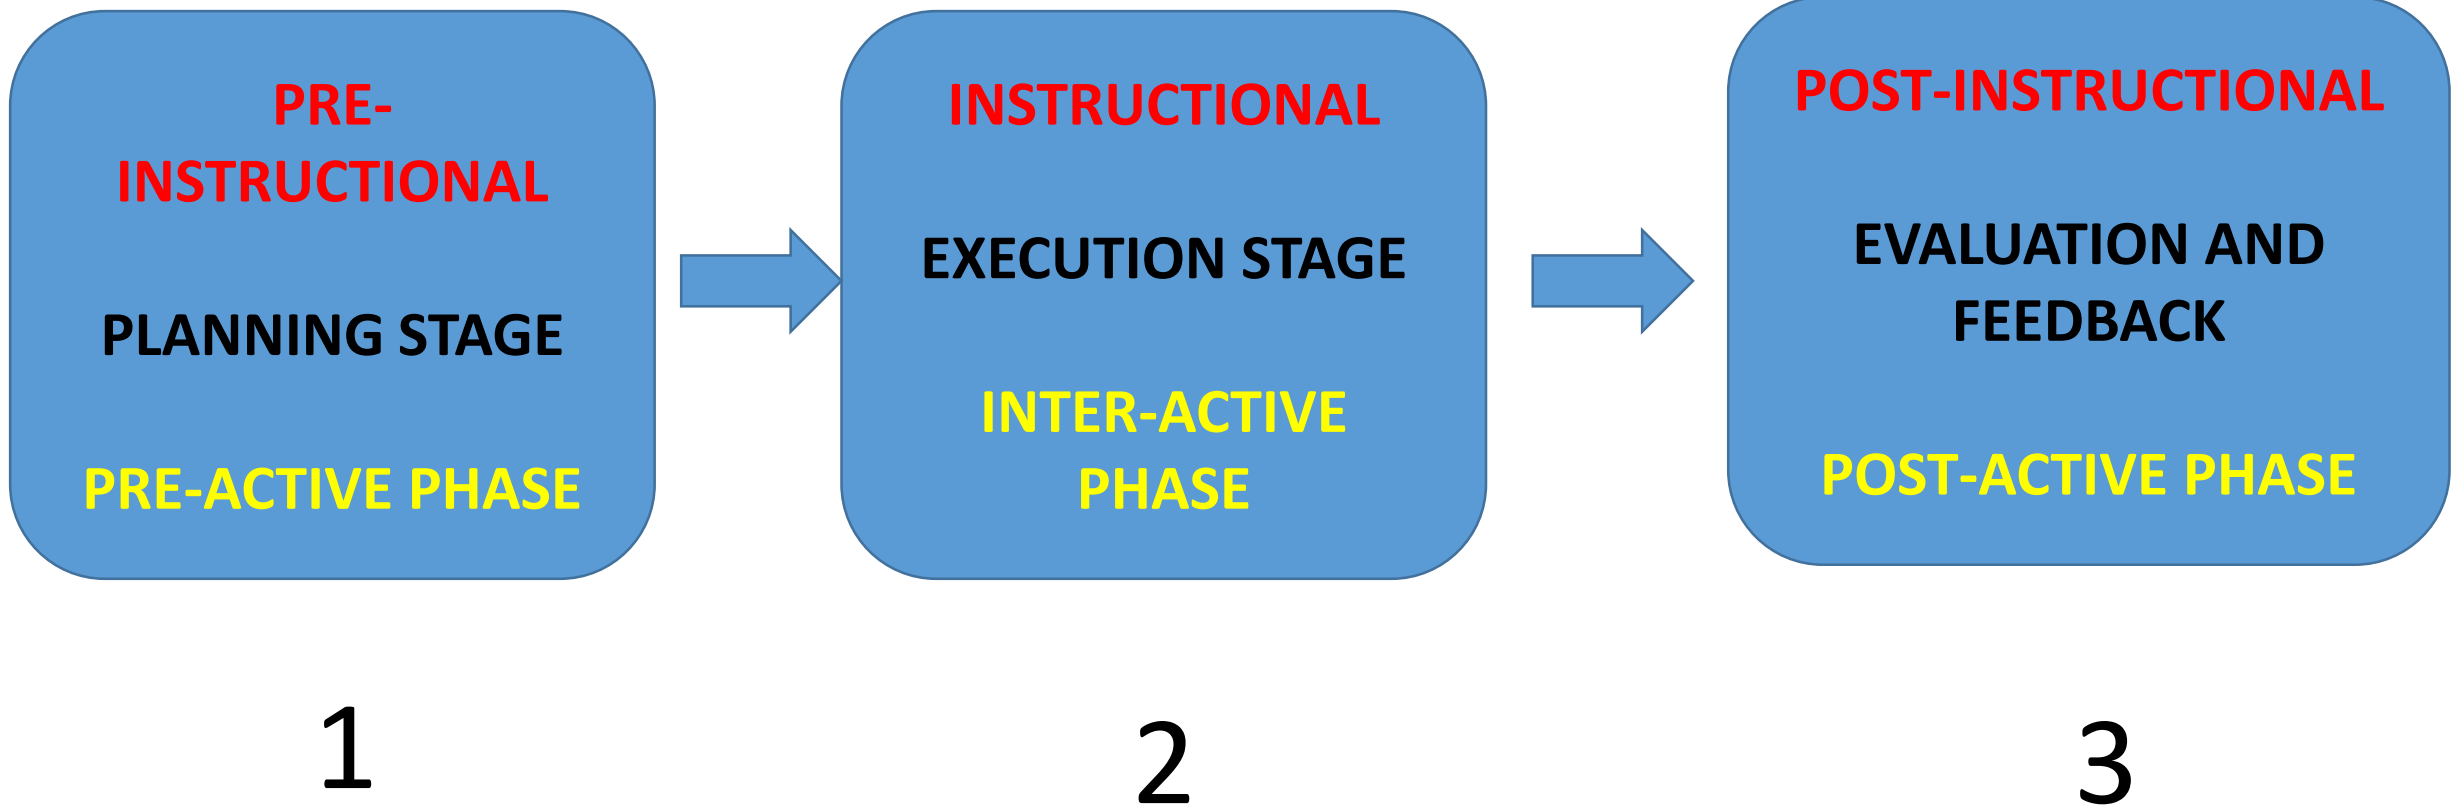 PRE-
INSTRUCTIONAL
PLANNING STAGE
PRE-ACTIVE PHASE
INSTRUCTIONAL
EXECUTION STAGE
INTER-ACTIVE
PHASE
POST-INSTRUCTIONAL
EVALUATION AND
FEEDBACK
POST-ACTIVE PHASE
1
2
3